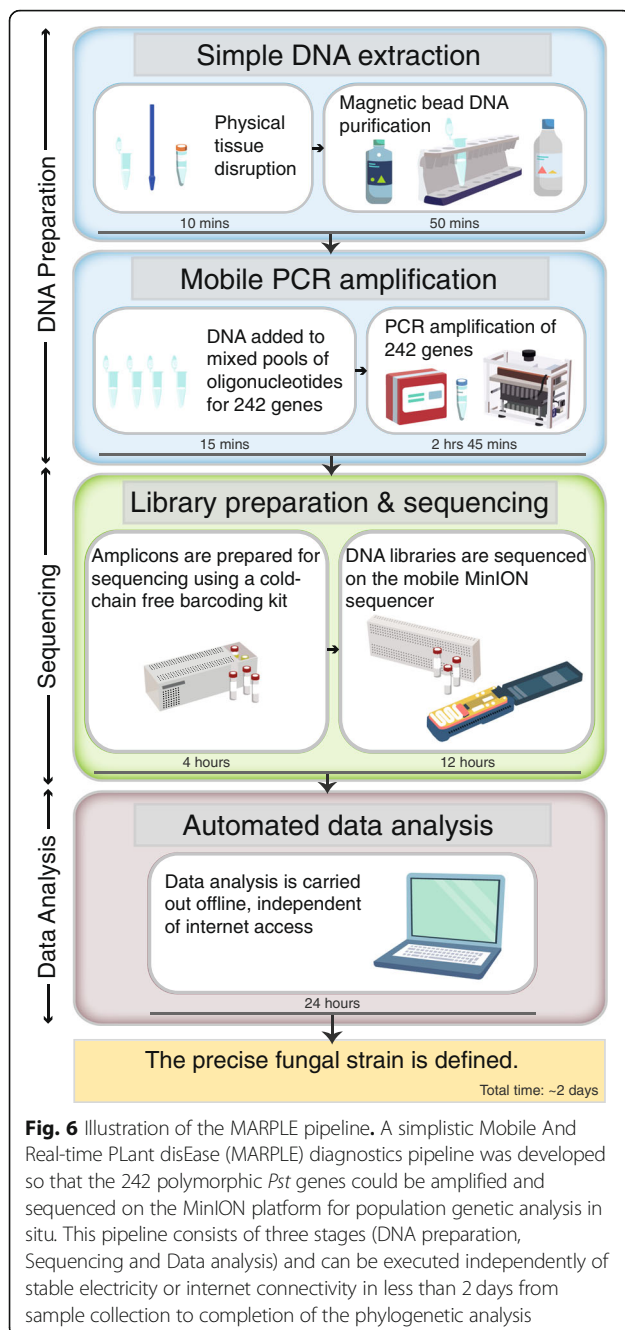 Simple DNA extraction
Physical
tissue
disruption
Magnetic bead DNA
purification
10 mins
50 mins
DNA Preparation
Mobile PCR amplification
DNA added to
mixed pools of
oligonucleotides
for 242 genes
PCR amplification of
242 genes
15 mins
2 hrs 45 mins
Library preparation & sequencing
Amplicons are prepared for
sequencing using a cold-
chain free barcoding kit
DNA libraries are sequenced
on the mobile MinION
sequencer
4 hours
12 hours
Sequencing
Automated data analysis
Data analysis is carried
out offline, independent
of internet access
24 hours
Data Analysis
The precise fungal strain is defined.
Total time: ~2 days
Fig. 6 Illustration of the MARPLE pipeline. A simplistic Mobile And
Real-time PLant disEase (MARPLE) diagnostics pipeline was developed
so that the 242 polymorphic Pst genes could be amplified and
sequenced on the MinION platform for population genetic analysis in
situ. This pipeline consists of three stages (DNA preparation,
Sequencing and Data analysis) and can be executed independently of
stable electricity or internet connectivity in less than 2 days from
sample collection to completion of the phylogenetic analysis